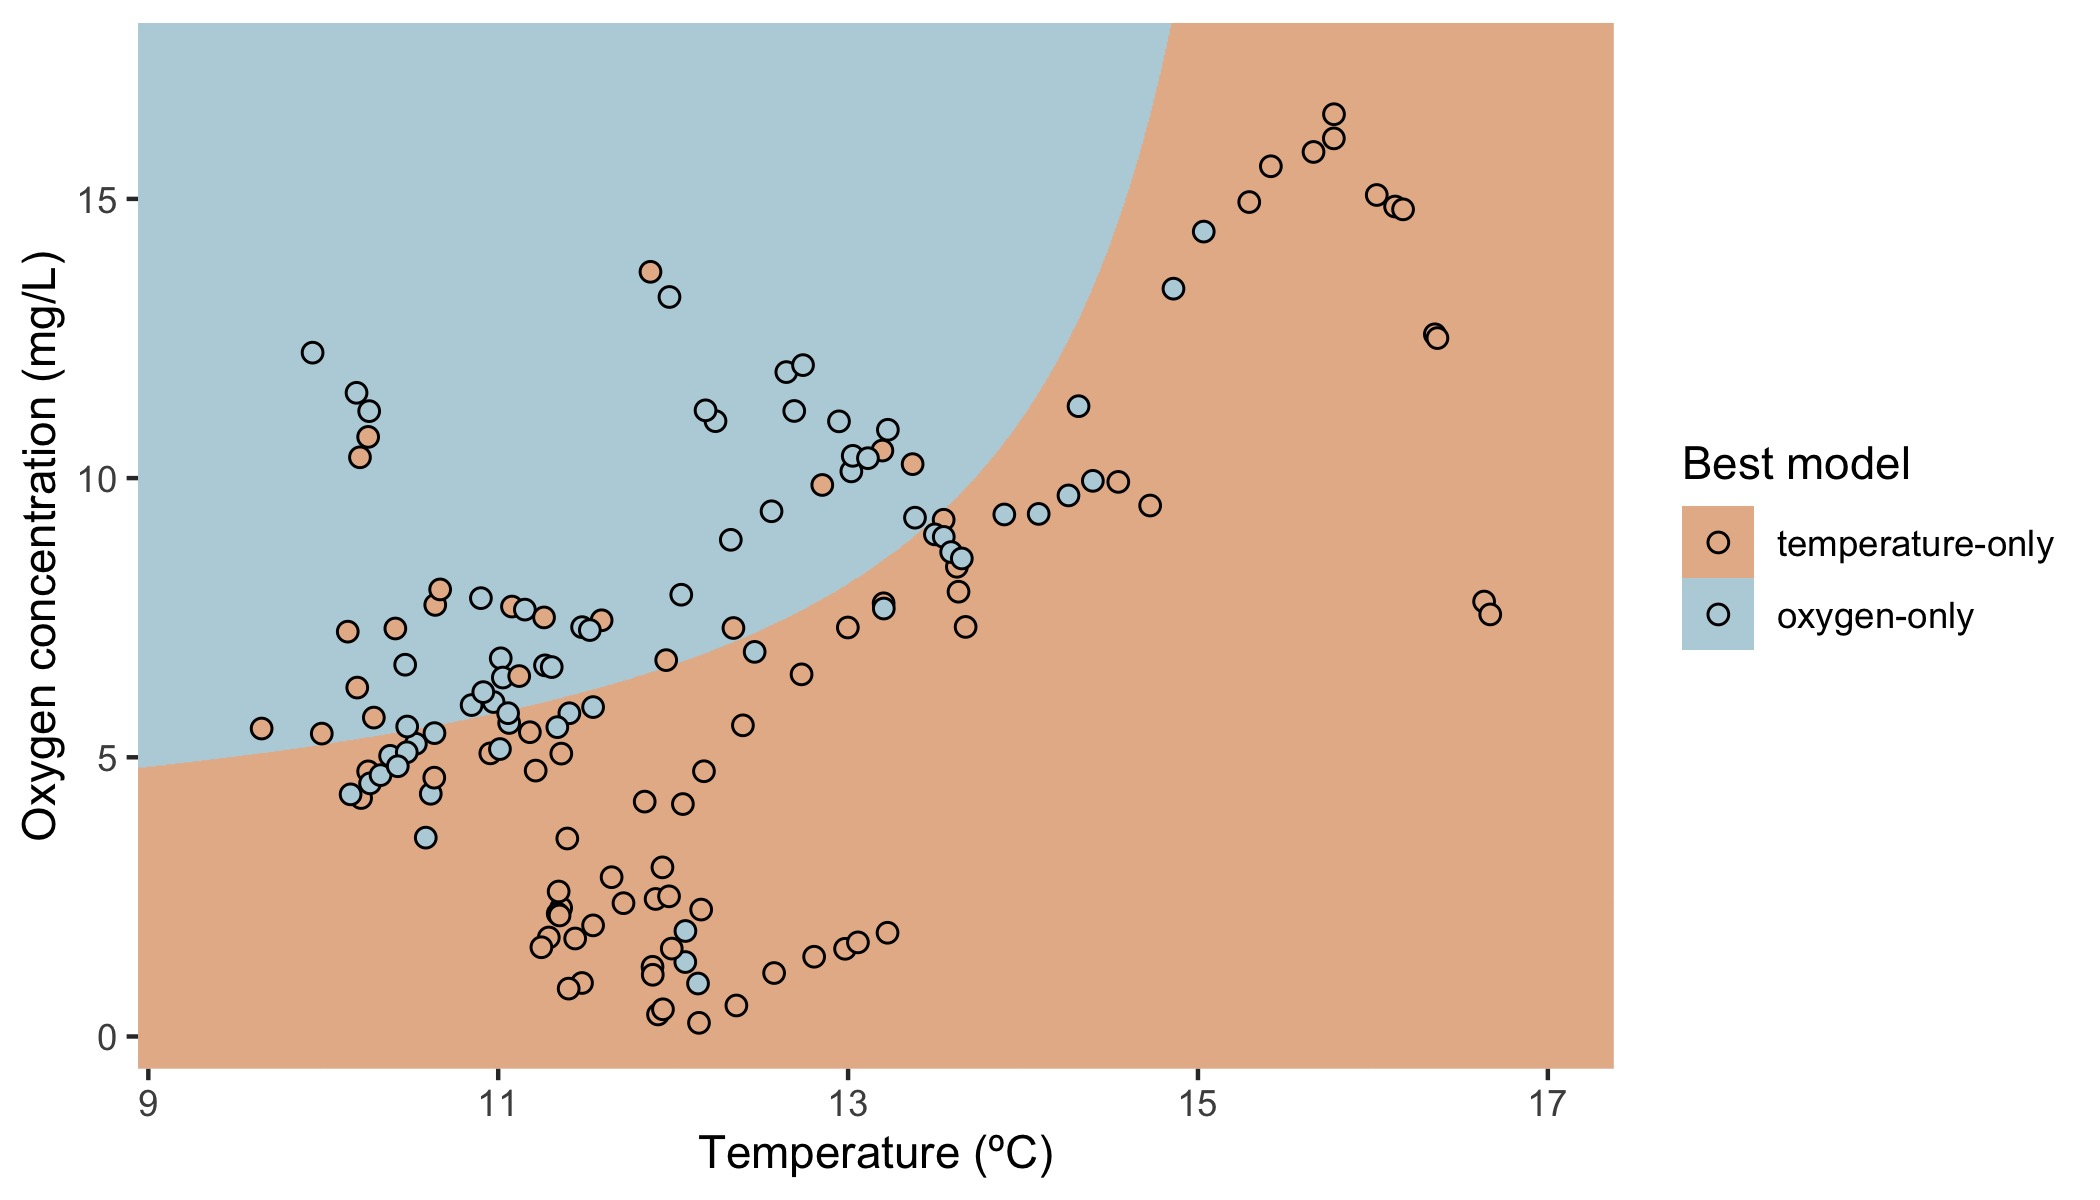 Oxygen concentration (mg/L)
15
10
5
0
9 11 13 15 17
Temperature (ºC)
Best model
temperature-only
oxygen-only